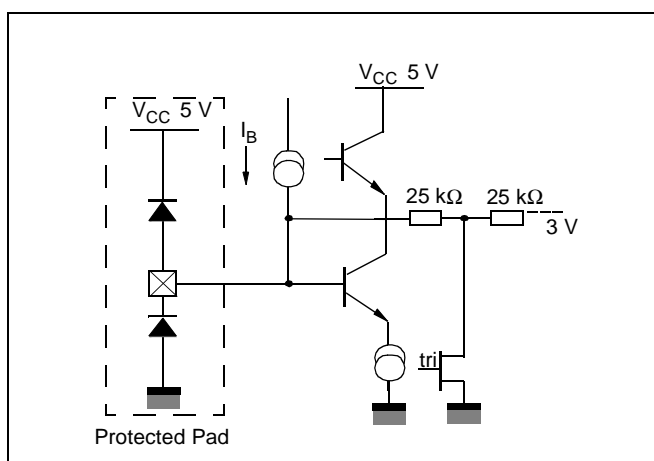 VCC 5 V
VCC 5 V
IB
25 kΩ 25 kΩ
3 V
tri
Protected Pad